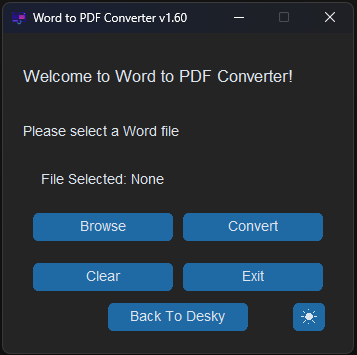 Word to PDF Converter v1.60
Welcome to Word to PDF Converter!
Please select a Word file
File Selected: None
Browse
Convert
Clear
Exit
Back To Desky